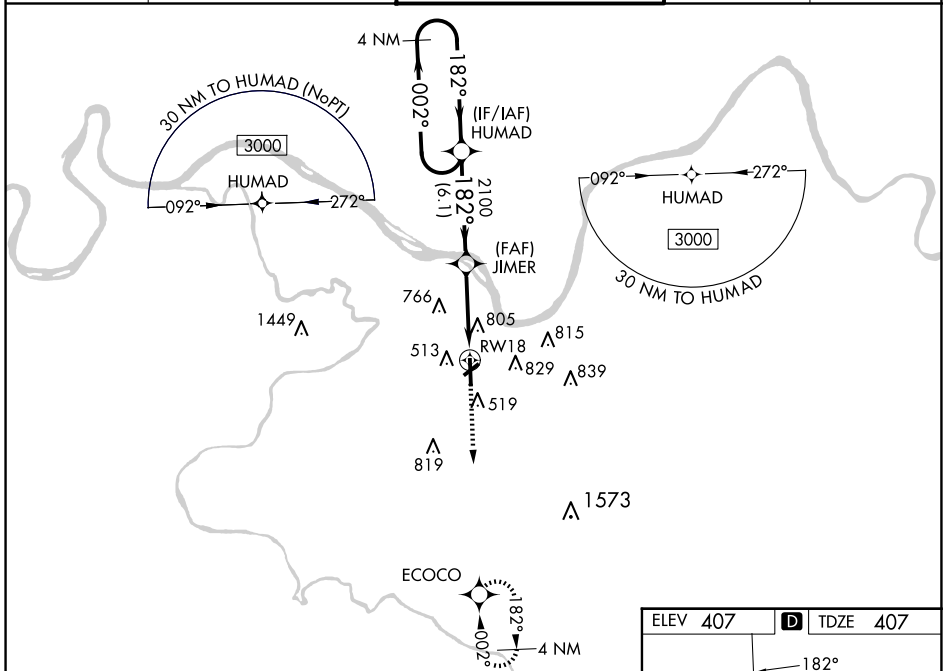 4 NM
182°
002°
(IF/IAF)
HUMAD
30 NM TO HUMAD (NoPT)
3000
HUMAD
092°
272°
2100
182°
(6.1)
092°
272°
HUMAD
3000
30 NM TO HUMAD
(FAF)
JIMER
766
805
1449
815
RW18
513
829
839
519
819
1573
ECOCO
182°
002°
4 NM
ELEV 407 D TDZE 407
182°